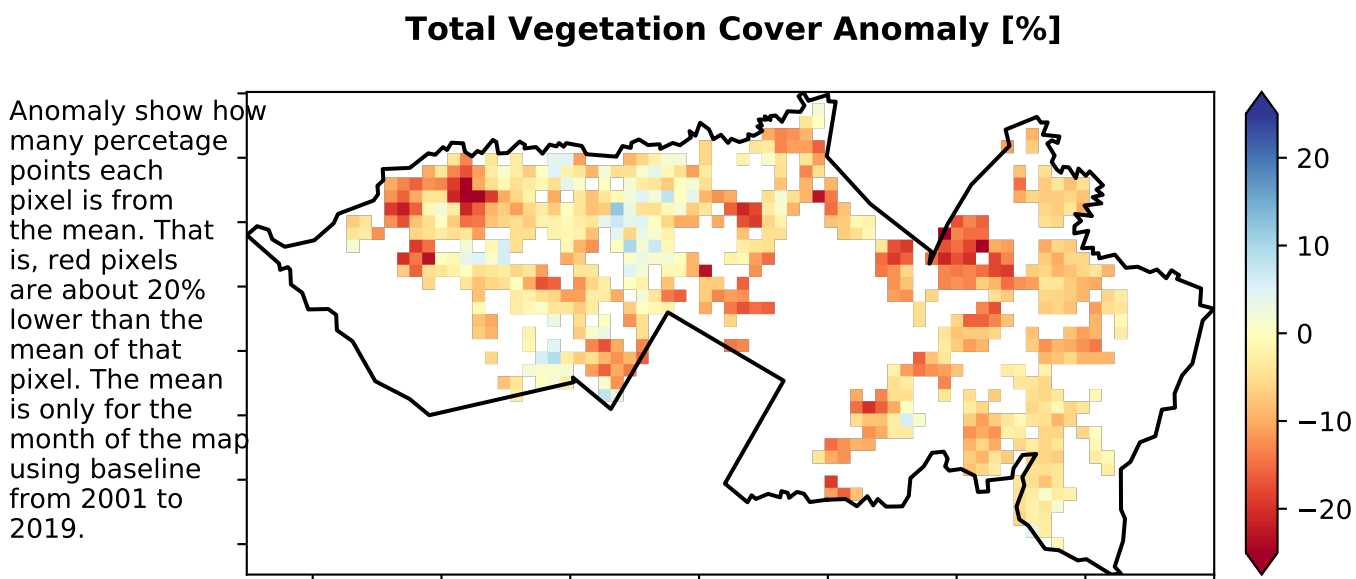 Total Vegetation Cover Anomaly [%]
Anomaly show how
many percetage
points each
pixel is from
the mean. That
is, red pixels
are about 20%
lower than the
mean of that
pixel. The mean
is only for the
month of the map
using baseline
from 2001 to
2019.
20
10
0
−10
−20